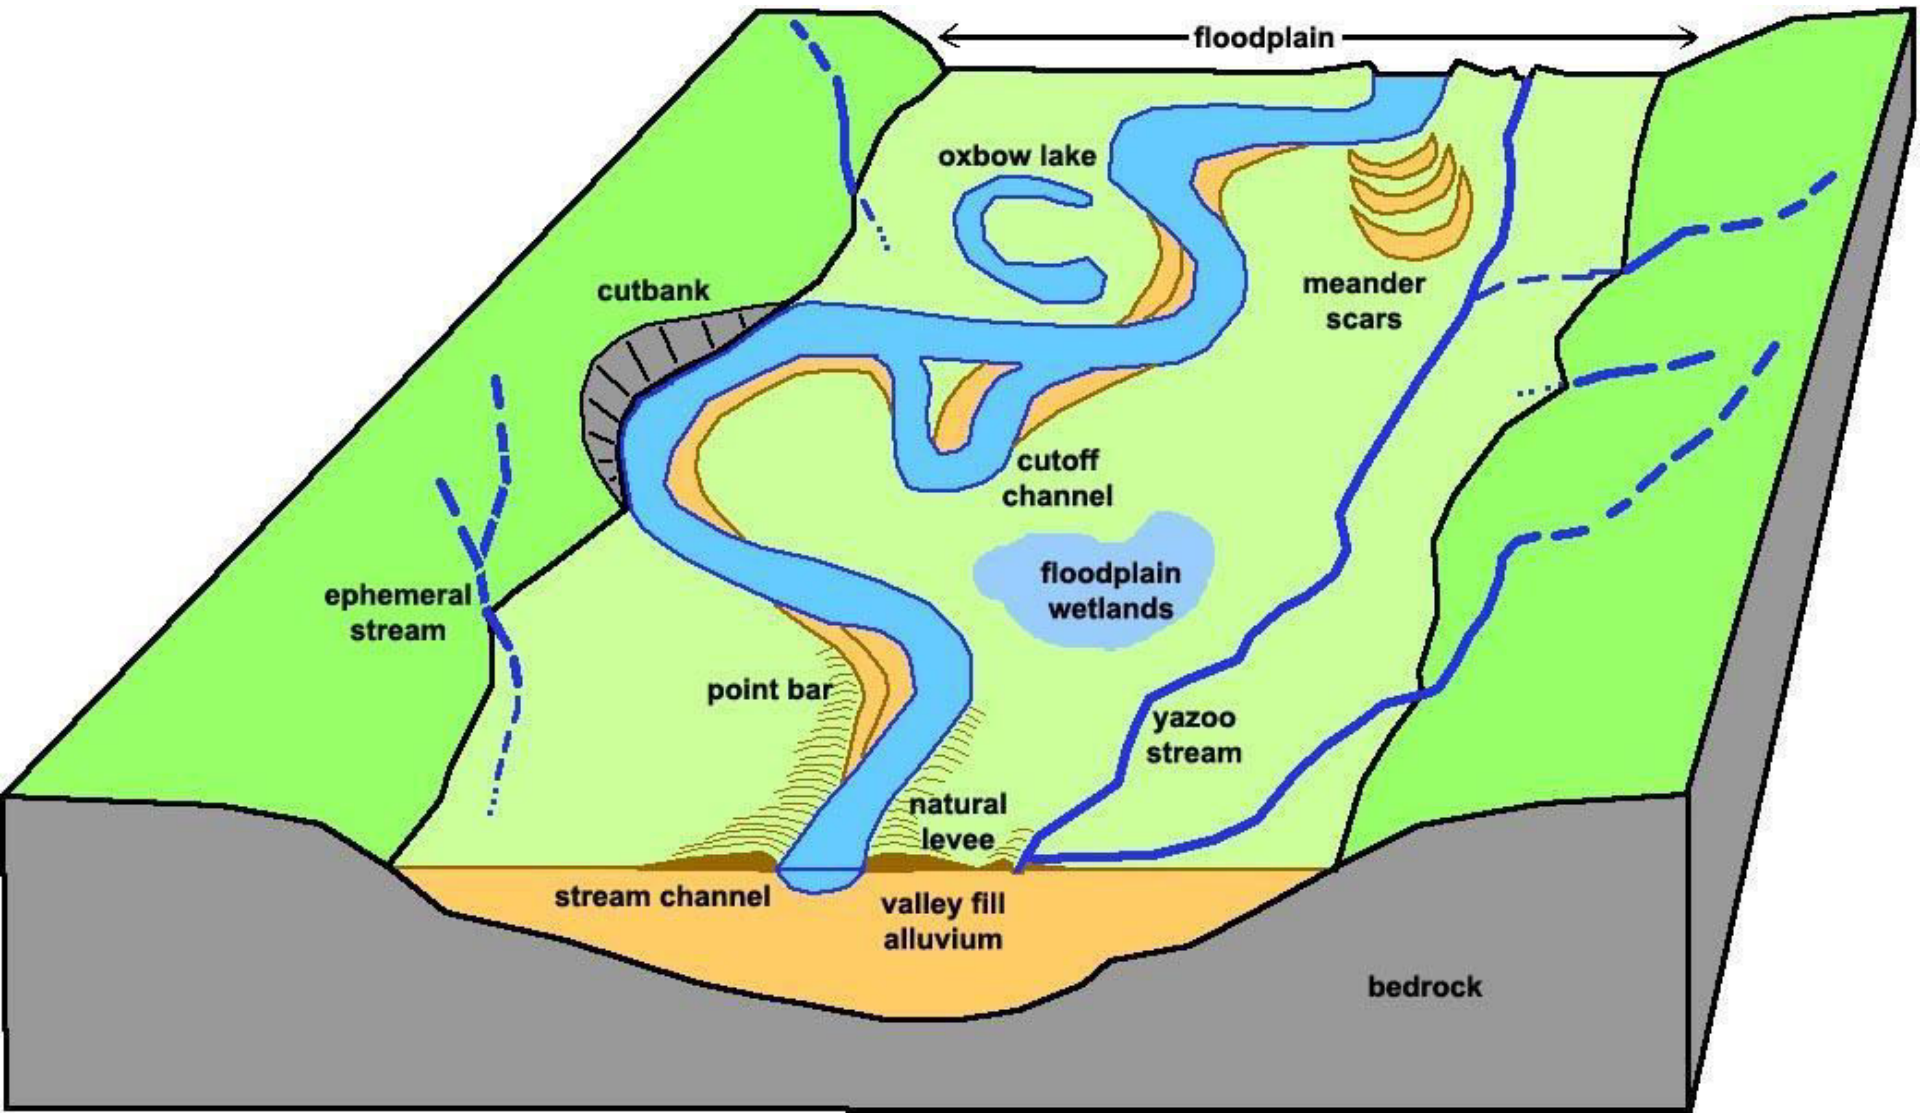 floodplain
oxbow lake
cutbank
meander
scars
cutoff
channel
floodplain
wetlands
ephemeral
stream
point bar
yazoo
stream
natural
levee
stream channel
valley fill
alluvium
bedrock